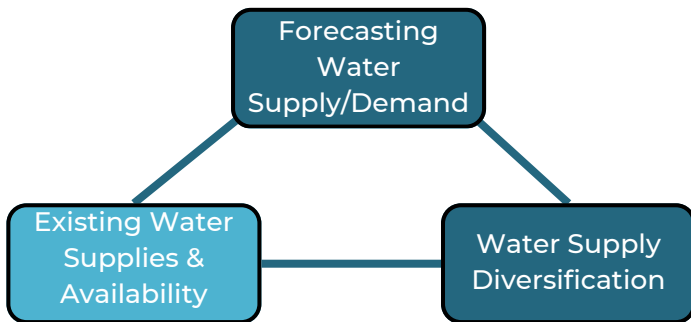 Forecasting
Water
Supply/Demand
Existing Water
Supplies &
Availability
Water Supply
Diversification